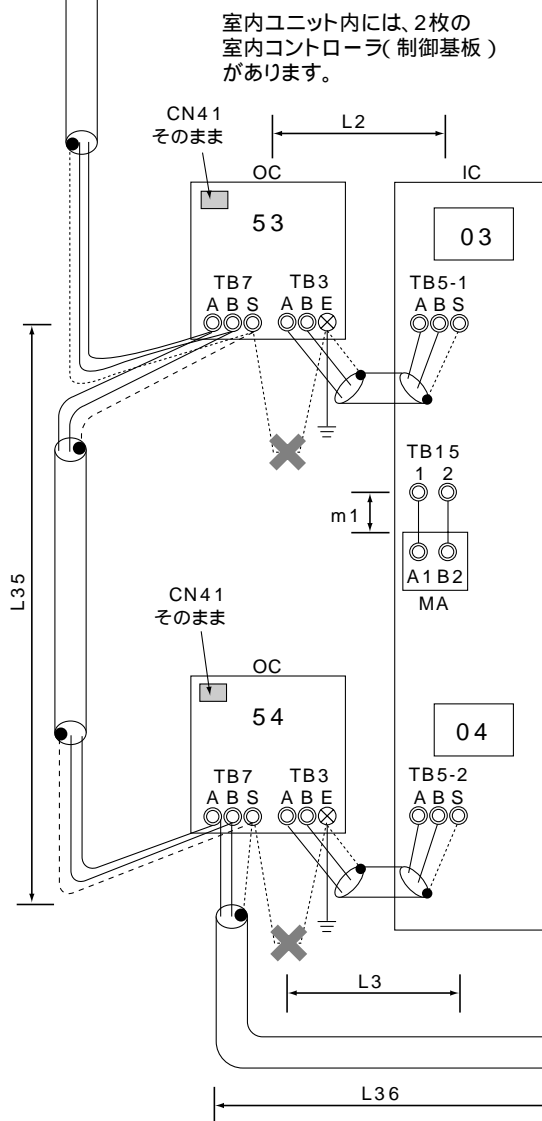 室内ユニット内には、2枚の
室内コントローラ(制御基板)
があります。
CN41
そのまま
L2
OC
IC
53
03
TB7 TB3
A B S A B E
TB5-1
A B S
TB15
1 2
m1
A1 B2
MA
L35
CN41
そのまま
OC
54
04
TB7 TB3
A B S A B E
TB5-2
A B S
L3
L36